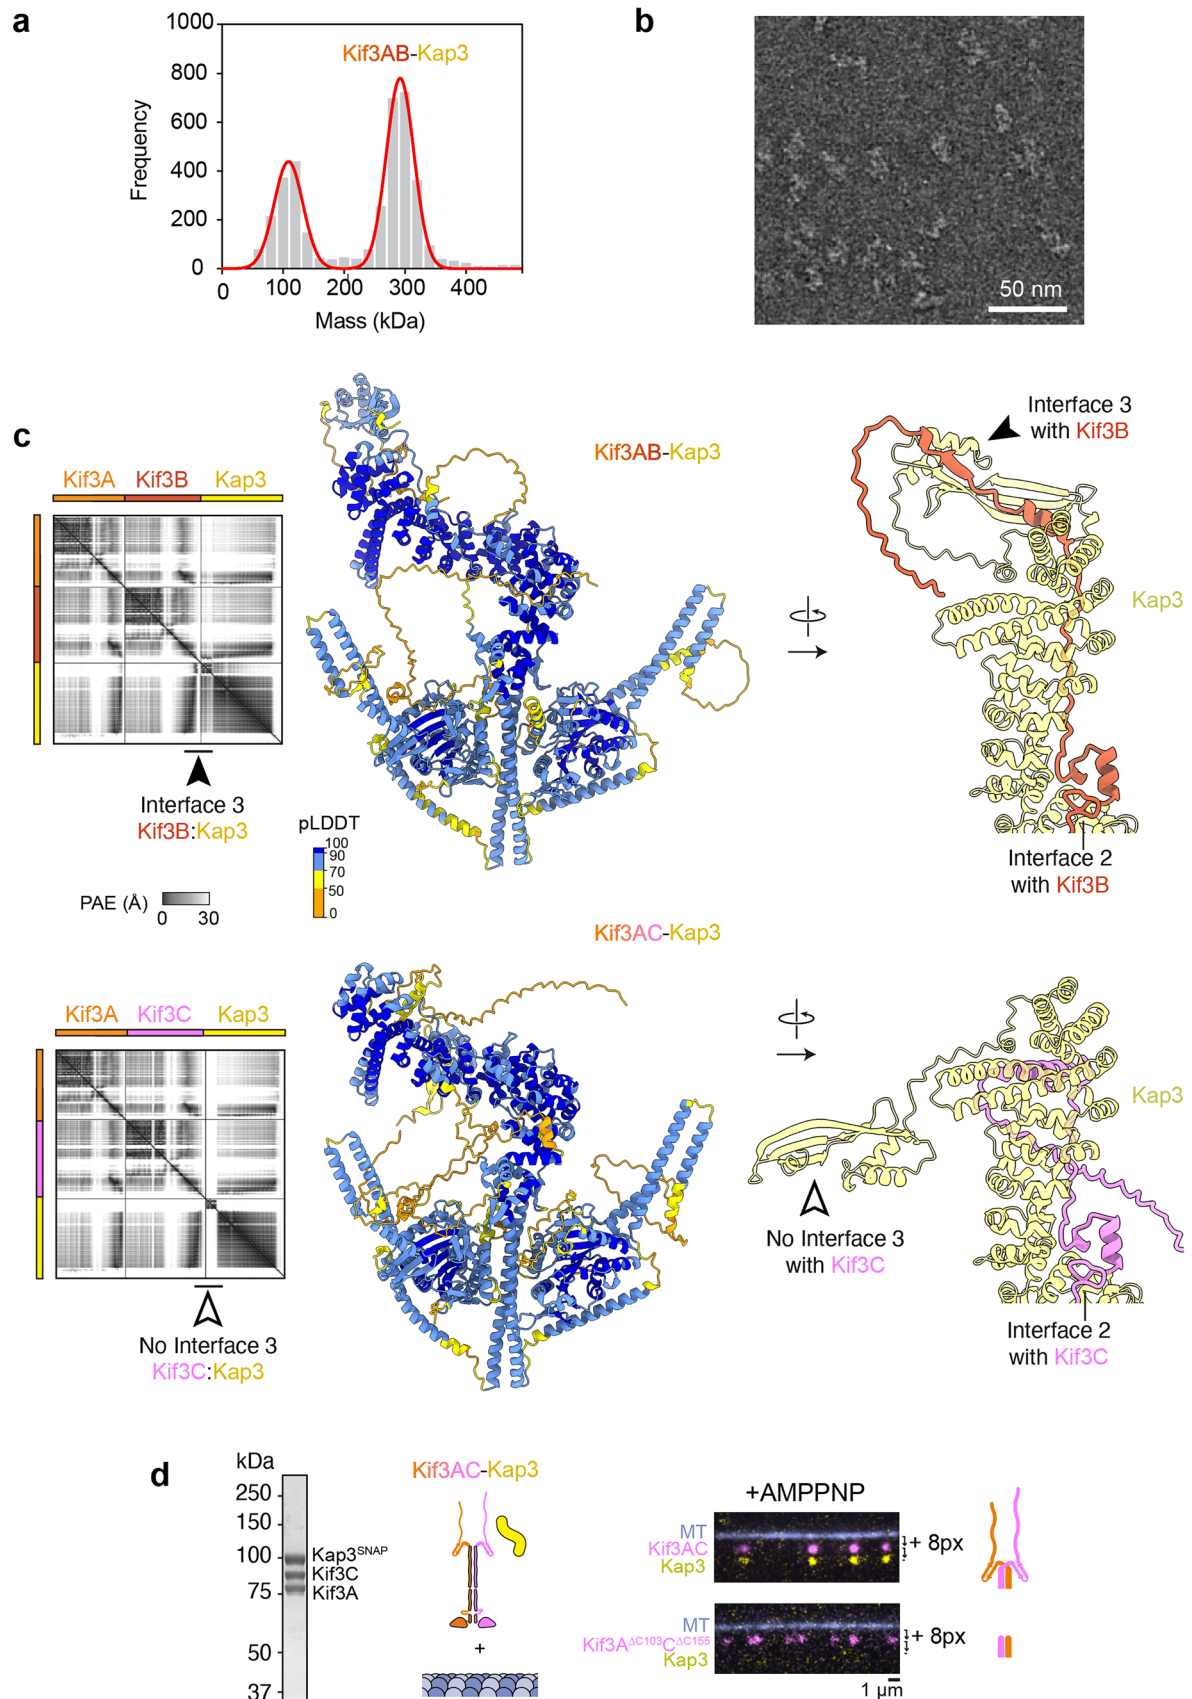 a
1000
800
600
400
200
0
Frequency
Kif3AB-Kap3
0
100
200
300
400
Mass (kDa)
b
50 nm
c
Kif3A
Kif3B
Kap3
Interface 3
Kif3B:Kap3
PAE (Å)
0
30
pLDDT
100
90
70
50
0
Kif3AB-Kap3
Interface 3
with Kif3B
Kap3
Interface 2
with Kif3B
Kif3AC-Kap3
Kif3A
Kif3C
Kap3
No Interface 3
Kif3C:Kap3
No Interface 3
with Kif3C
Kap3
Interface 2
with Kif3C
d
kDa
250
150
100
75
50
37
Kap3SNAP
Kif3C
Kif3A
Kif3AC-Kap3
+
+AMPPNP
MT
Kif3AC
Kap3
+ 8px
MT
Kif3AΔC103CΔC155
Kap3
+ 8px
1 µm